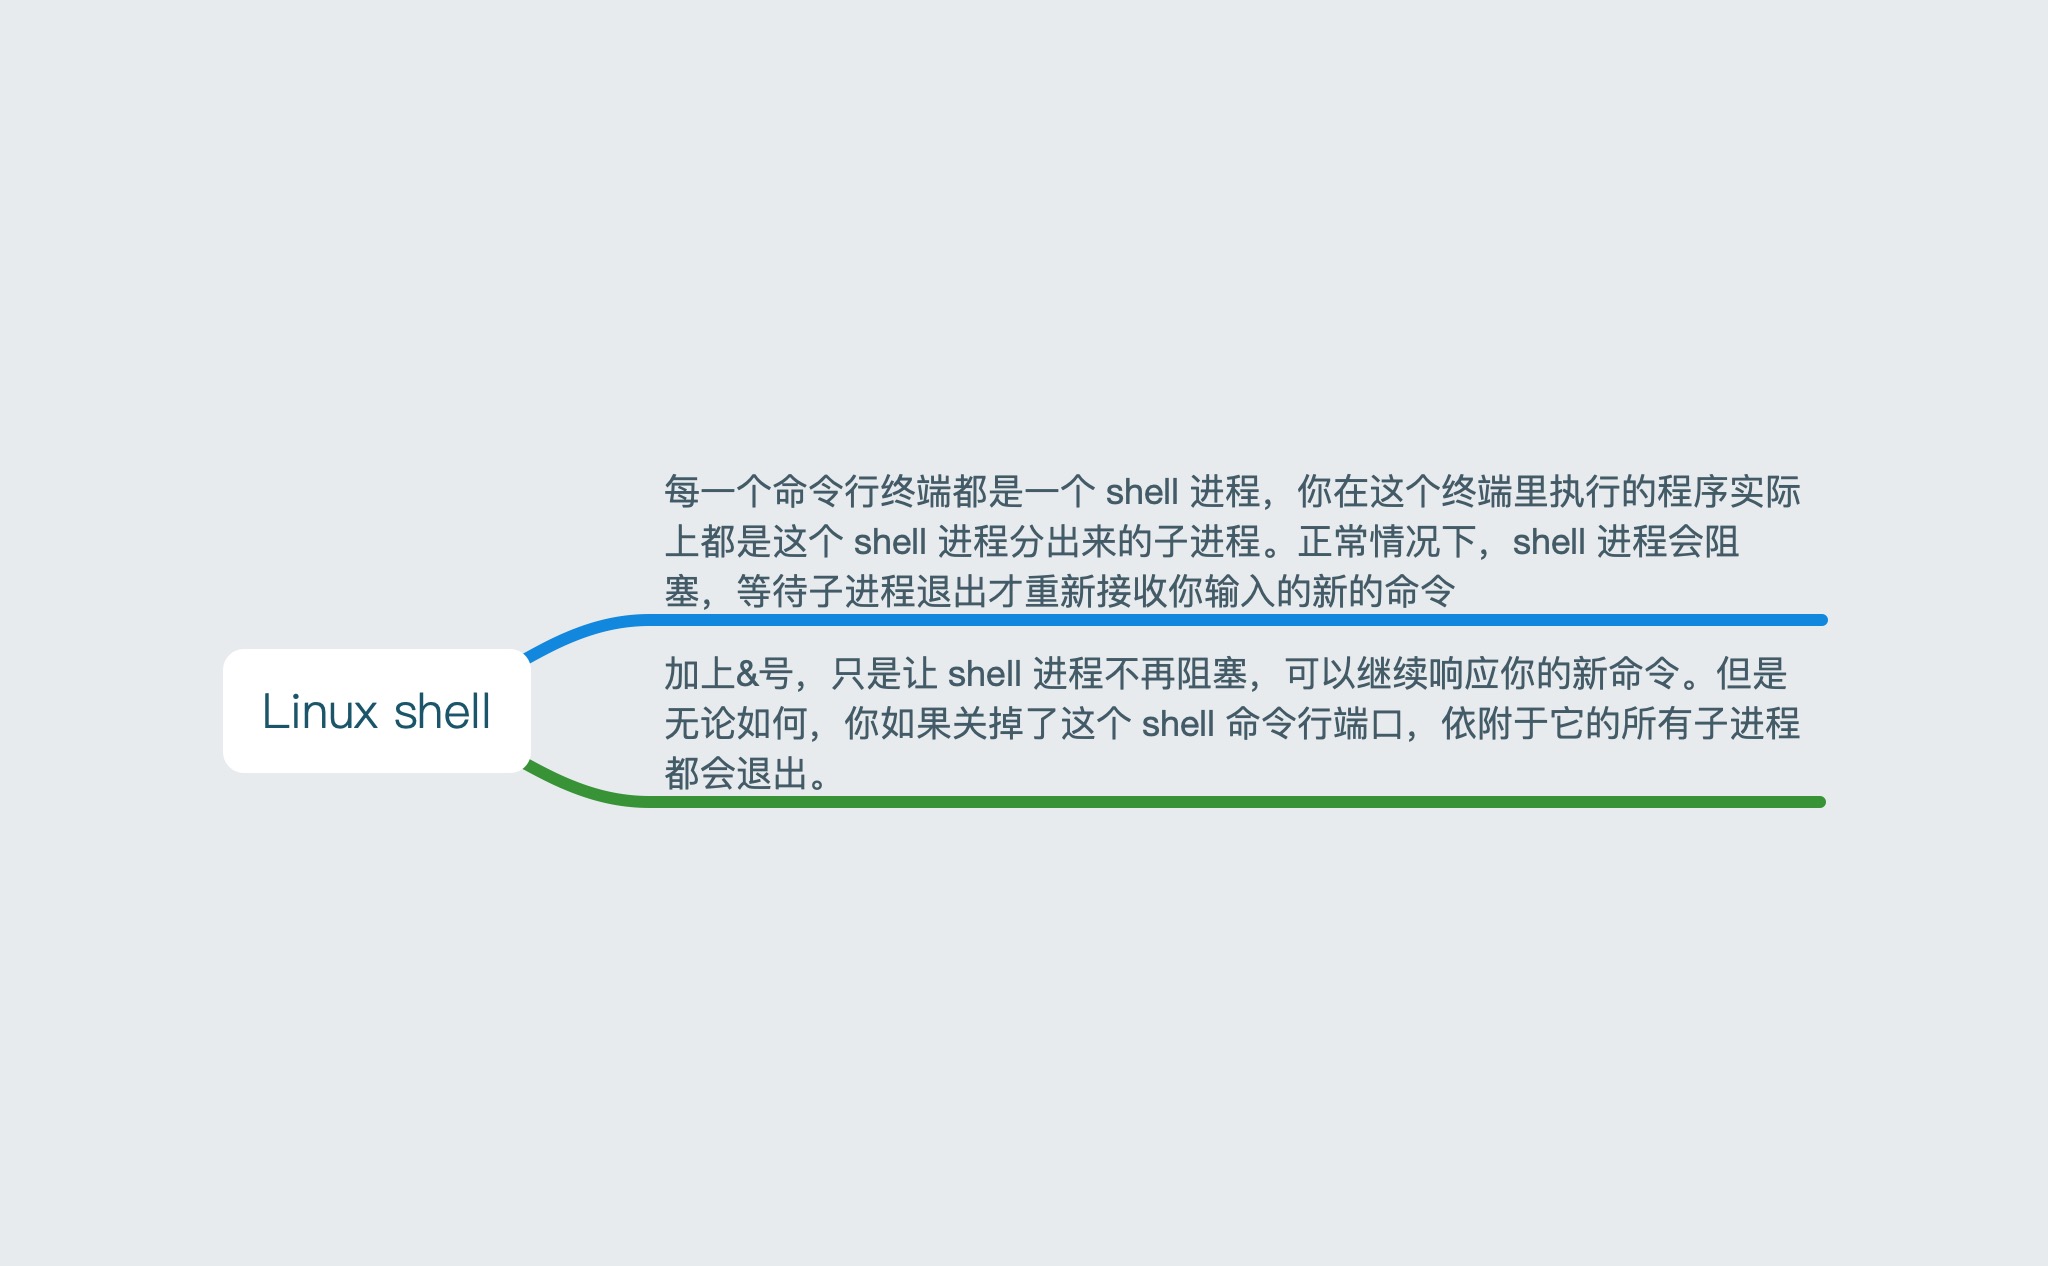 Linux shell
每一个命令行终端都是一个 shell 进程，你在这个终端里执行的程序实际
上都是这个 shell 进程分出来的子进程。正常情况下，shell 进程会阻
塞，等待子进程退出才重新接收你输入的新的命令
加上&号，只是让 shell 进程不再阻塞，可以继续响应你的新命令。但是
无论如何，你如果关掉了这个 shell 命令行端口，依附于它的所有子进程
都会退出。